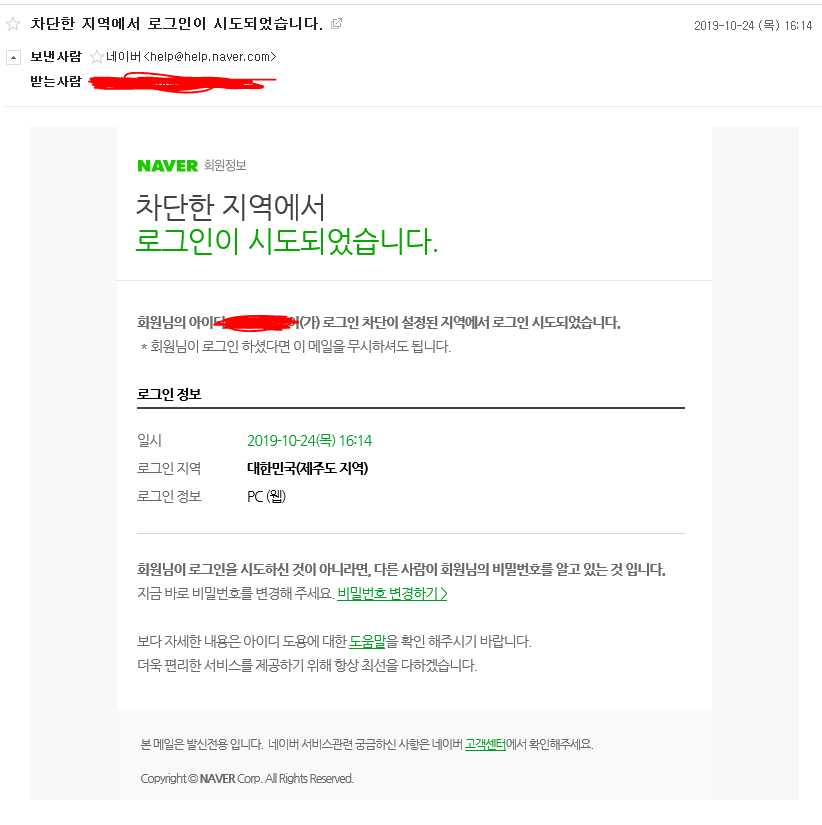 차단한 지역에서 로그인이 시도되었습니다.
2019-10-24 (목) 16:14
보낸사람 네이버<help@help.naver.com>
받는사람
NAVER 회원정보
차단한 지역에서
로그인이 시도되었습니다.
회원님의 아이디 이(가) 로그인 차단이 설정된 지역에서 로그인 시도되었습니다.
* 회원님이 로그인 하셨다면 이 메일을 무시하셔도 됩니다.
로그인 정보
일시 2019-10-24(목) 16:14
로그인 지역 대한민국(제주도 지역)
로그인 정보 PC (웹)
회원님이 로그인을 시도하신 것이 아니라면, 다른 사람이 회원님의 비밀번호를 알고 있는 것 입니다.
지금 바로 비밀번호를 변경해 주세요. 비밀번호 변경하기 >
보다 자세한 내용은 아이디 도용에 대한 도움말을 확인 해주시기 바랍니다.
더욱 편리한 서비스를 제공하기 위해 항상 최선을 다하겠습니다.
본 메일은 발신전용 입니다. 네이버 서비스관련 궁금하신 사항은 네이버 고객센터에서 확인해주세요.
Copyright © NAVER Corp. All Rights Reserved.